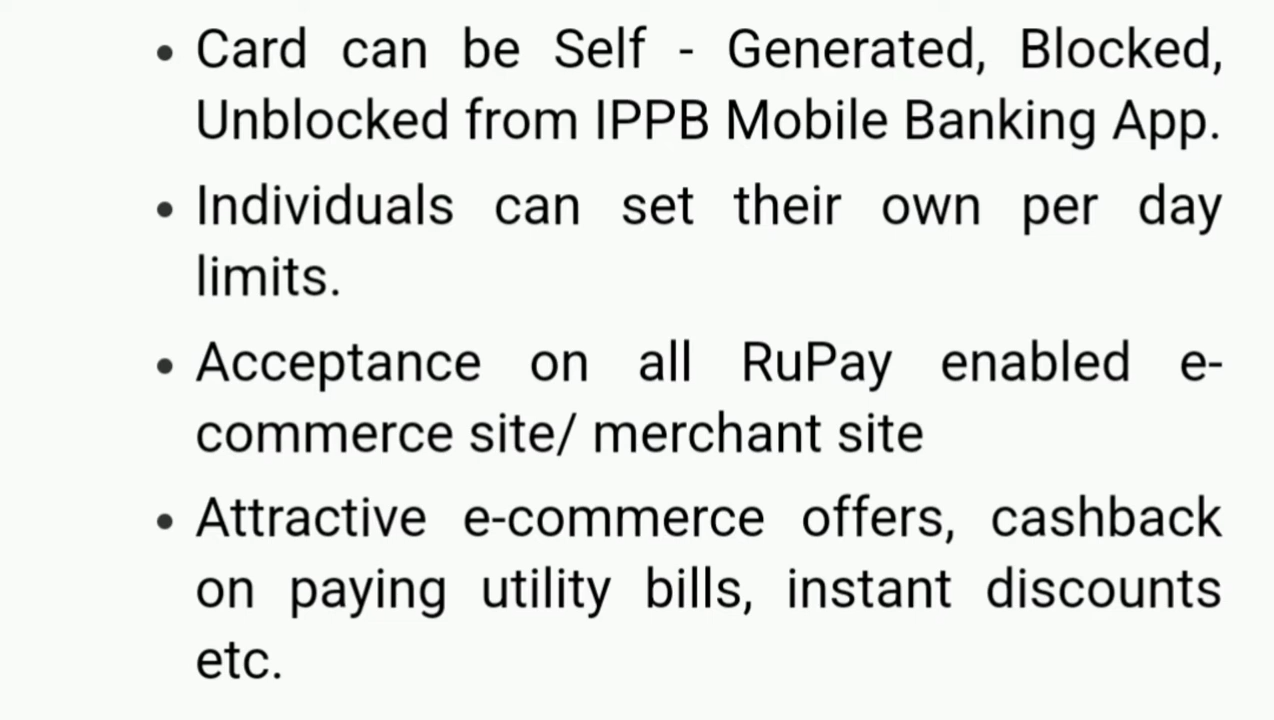 • Card can be Self - Generated, Blocked,
Unblocked from IPPB Mobile Banking App.
• Individuals can set their own per day
limits.
• Acceptance on all RuPay enabled e-
commerce site/ merchant site
• Attractive e-commerce offers, cashback
on paying utility bills, instant discounts
etc.